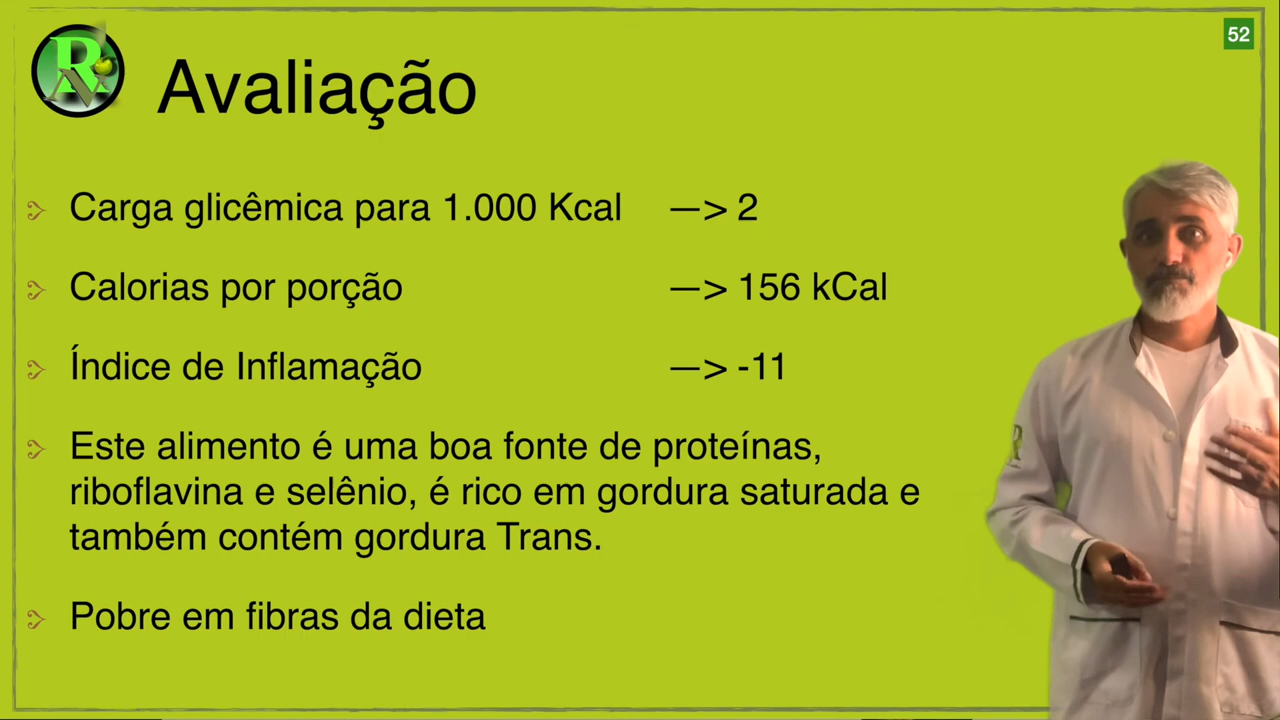 52
RV
Avaliação
Carga glicêmica para 1.000 Kcal —> 2
Calorias por porção —> 156 kCal
Índice de Inflamação —> -11
Este alimento é uma boa fonte de proteínas,
riboflavina e selênio, é rico em gordura saturada e
também contém gordura Trans.
Pobre em fibras da dieta